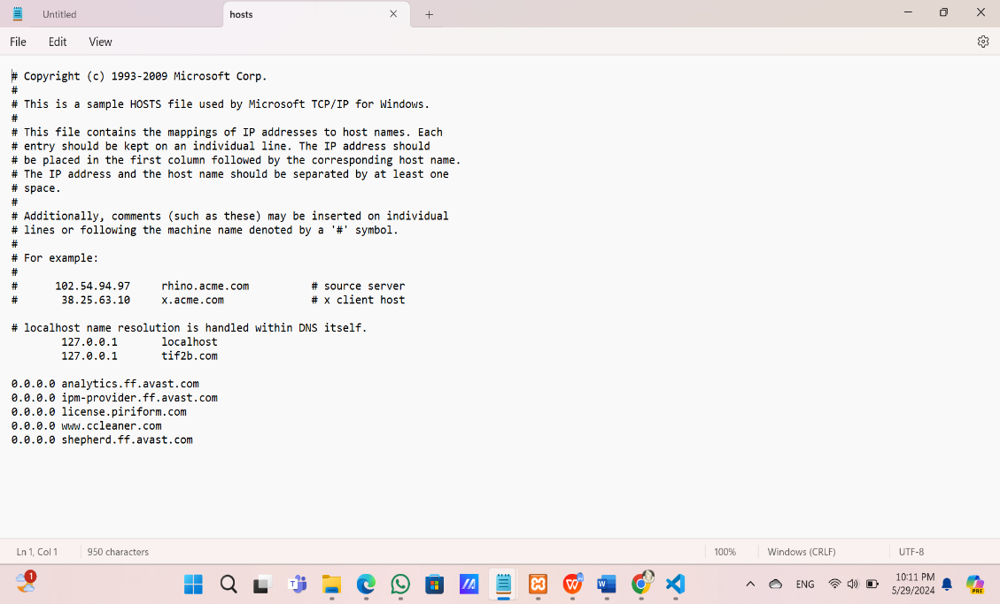 Untitled
hosts
File Edit View
# Copyright (c) 1993-2009 Microsoft Corp.
#
# This is a sample HOSTS file used by Microsoft TCP/IP for Windows.
#
# This file contains the mappings of IP addresses to host names. Each
# entry should be kept on an individual line. The IP address should
# be placed in the first column followed by the corresponding host name.
# The IP address and the host name should be separated by at least one
# space.
#
# Additionally, comments (such as these) may be inserted on individual
# lines or following the machine name denoted by a '#' symbol.
#
# For example:
#
#      102.54.94.97     rhino.acme.com          # source server
#       38.25.63.10     x.acme.com              # x client host
# localhost name resolution is handled within DNS itself.
        127.0.0.1       localhost
        127.0.0.1       tif2b.com
0.0.0.0 analytics.ff.avast.com
0.0.0.0 ipm-provider.ff.avast.com
0.0.0.0 license.piriform.com
0.0.0.0 www.ccleaner.com
0.0.0.0 shepherd.ff.avast.com
Ln 1, Col 1 950 characters 100% Windows (CRLF) UTF-8
1
ENG
10:11 PM
5/29/2024
PRE